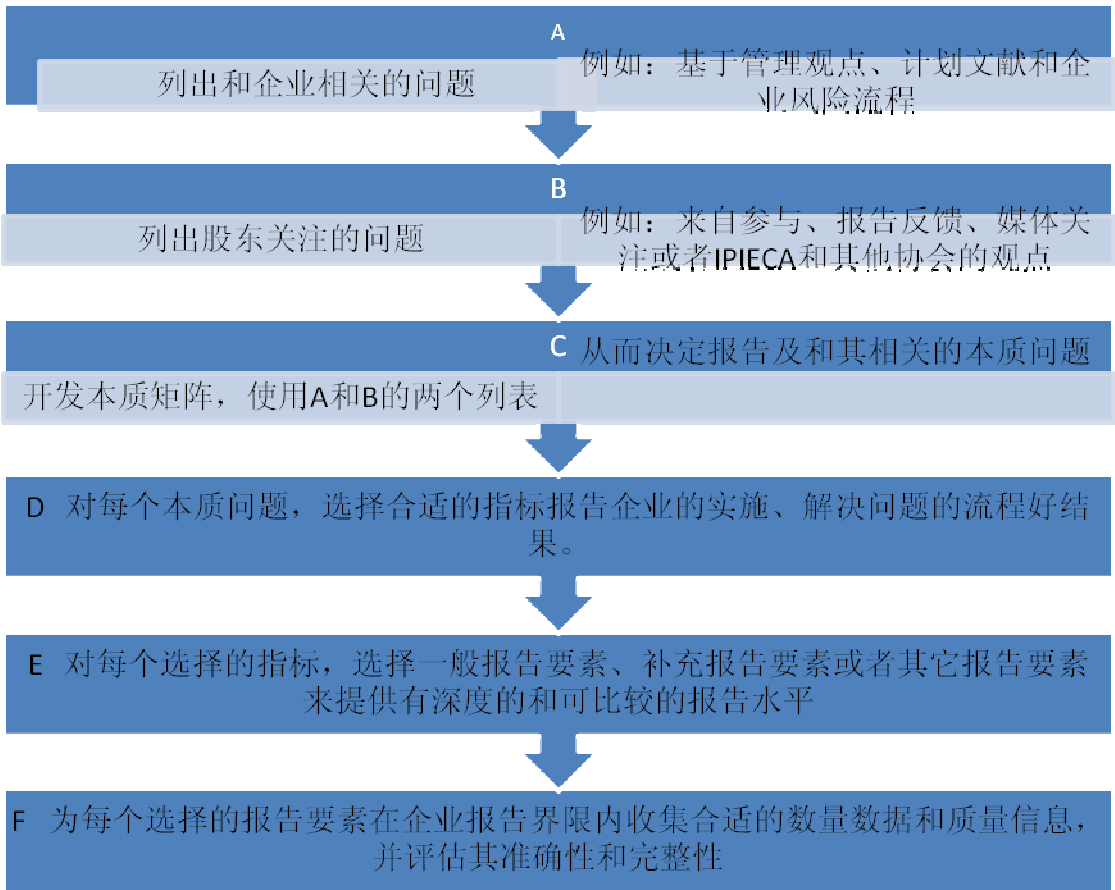 A
列出和企业相关的问题
例如：基于管理观点、计划文献和企
业风险流程
B
列出股东关注的问题
例如：来自参与、报告反馈、媒体关
注或者IPIECA和其他协会的观点
C
从而决定报告及和其相关的本质问题
开发本质矩阵，使用A和B的两个列表
D 对每个本质问题，选择合适的指标报告企业的实施、解决问题的流程好结
果。
E 对每个选择的指标，选择一般报告要素、补充报告要素或者其它报告要素
来提供有深度的和可比较的报告水平
F 为每个选择的报告要素在企业报告界限内收集合适的数量数据和质量信息，
并评估其准确性和完整性